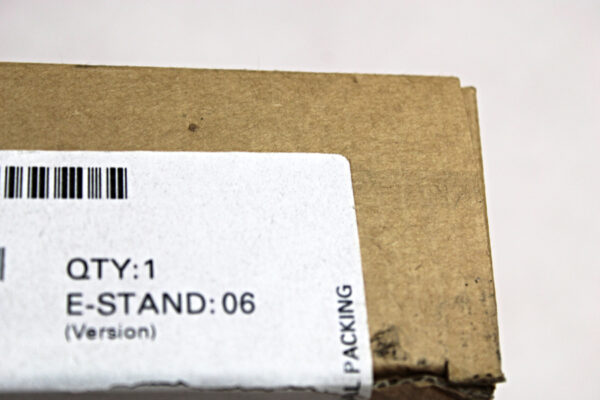 QTY:1
E-STAND:06
(Version)
PACKING